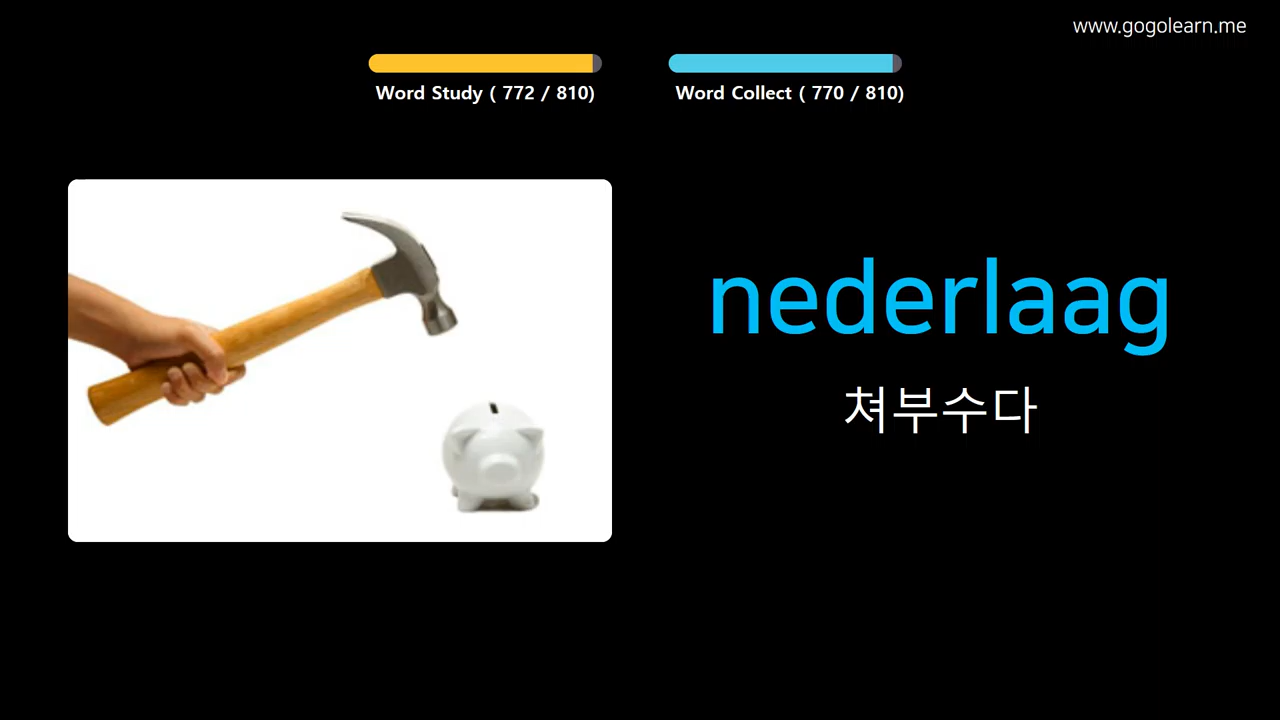 www.gogolearn.me
Word Study ( 772 / 810)
Word Collect ( 770 / 810)
nederlaag
쳐부수다